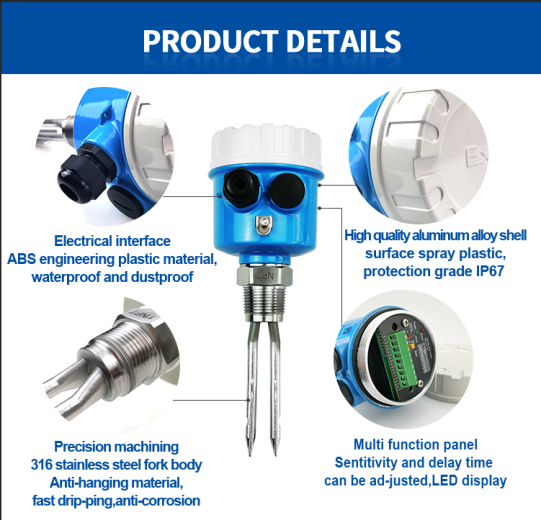 PRODUCT DETAILS
Electrical interface
ABS engineering plastic material,
waterproof and dustproof
High quality aluminum alloy shell
surface spray plastic,
protection grade IP67
Precision machining
316 stainless steel fork body
Anti-hanging material,
fast drip-ping,anti-corrosion
Multi function panel
Sentitivity and delay time
can be ad-justed,LED display